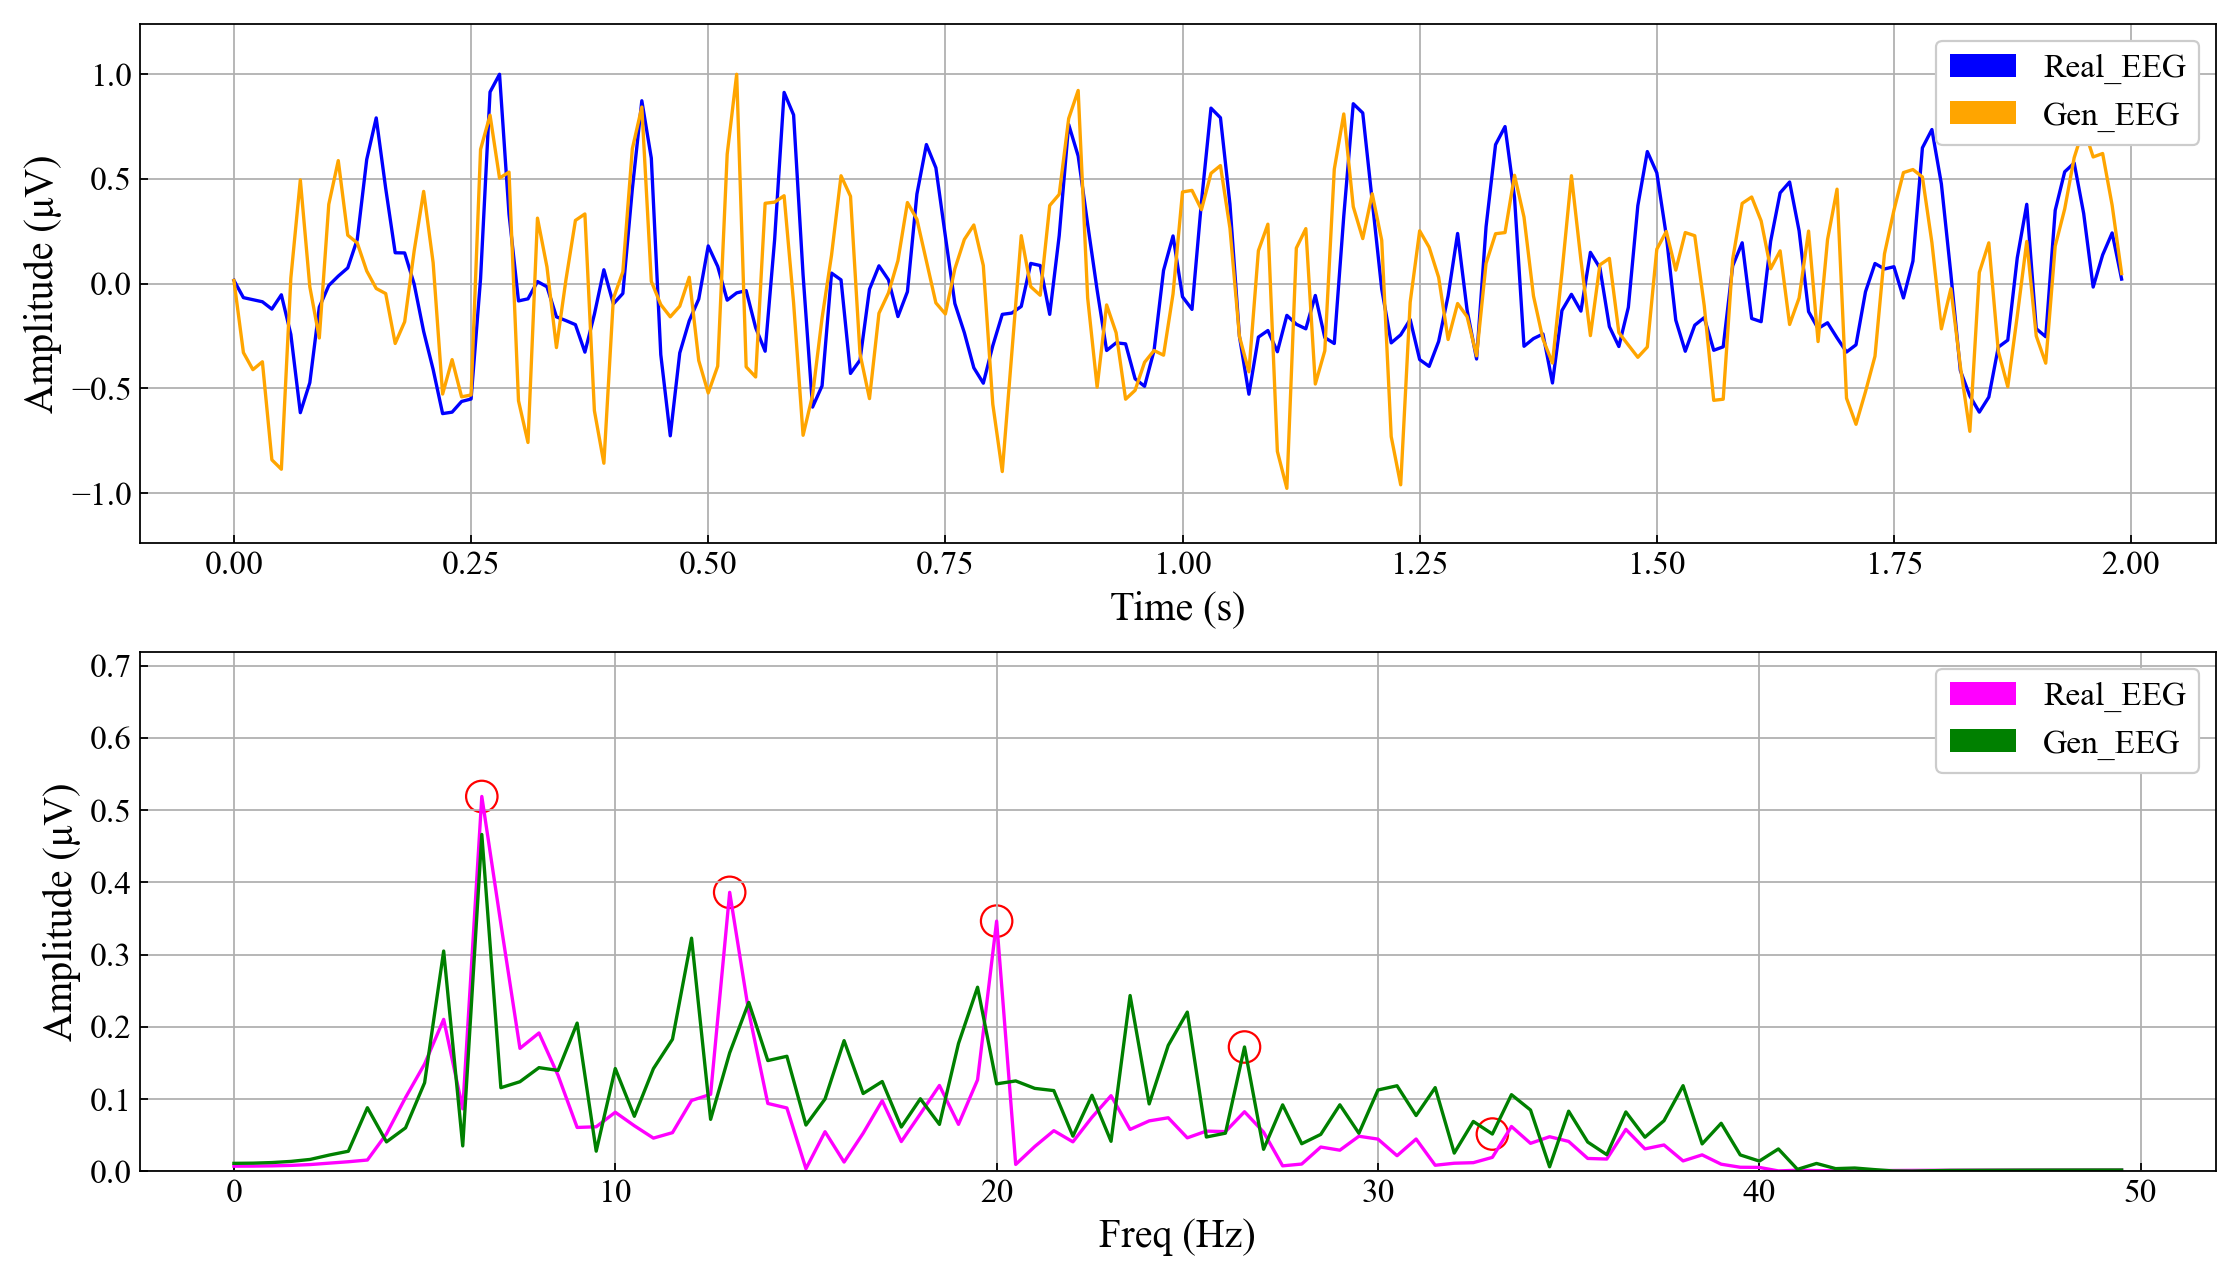 Amplitude (μV)
1.0
0.5
0.0
−0.5
−1.0
Real_EEG
Gen_EEG
0.00 0.25 0.50 0.75 1.00 1.25 1.50 1.75 2.00
Time (s)
Amplitude (μV)
0.7
0.6
0.5
0.4
0.3
0.2
0.1
0.0
Real_EEG
Gen_EEG
0 10 20 30 40 50
Freq (Hz)